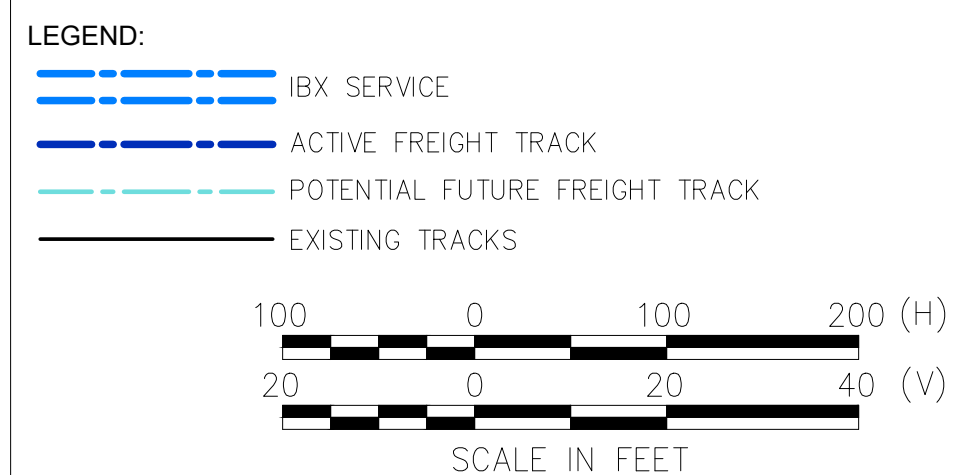 LEGEND:
IBX SERVICE
ACTIVE FREIGHT TRACK
POTENTIAL FUTURE FREIGHT TRACK
EXISTING TRACKS
100 0 100 200 (H)
20 0 20 40 (V)
SCALE IN FEET